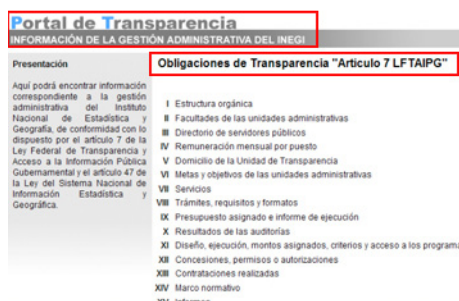 Portal de Transparencia
INFORMACIÓN DE LA GESTIÓN ADMINISTRATIVA DEL INEGI
Presentación
Aquí podrá encontrar información
correspondiente a la gestión
administrativa del Instituto
Nacional de Estadística y
Geografía, de conformidad con lo
dispuesto por el artículo 7 de la
Ley Federal de Transparencia y
Acceso a la Información Pública
Gubernamental y el artículo 47 de
la Ley del Sistema Nacional de
Información Estadística y
Geográfica.
Obligaciones de Transparencia "Articulo 7 LFTAIPG"
I Estructura orgánica
II Facultades de las unidades administrativas
III Directorio de servidores públicos
IV Remuneración mensual por puesto
V Domicilio de la Unidad de Transparencia
VI Metas y objetivos de las unidades administrativas
VII Servicios
VIII Trámites, requisitos y formatos
IX Presupuesto asignado e informe de ejecución
X Resultados de las auditorías
XI Diseño, ejecución, montos asignados, criterios y acceso a los programa
XII Concesiones, permisos o autorizaciones
XIII Contrataciones realizadas
XIV Marco normativo
XV Informes